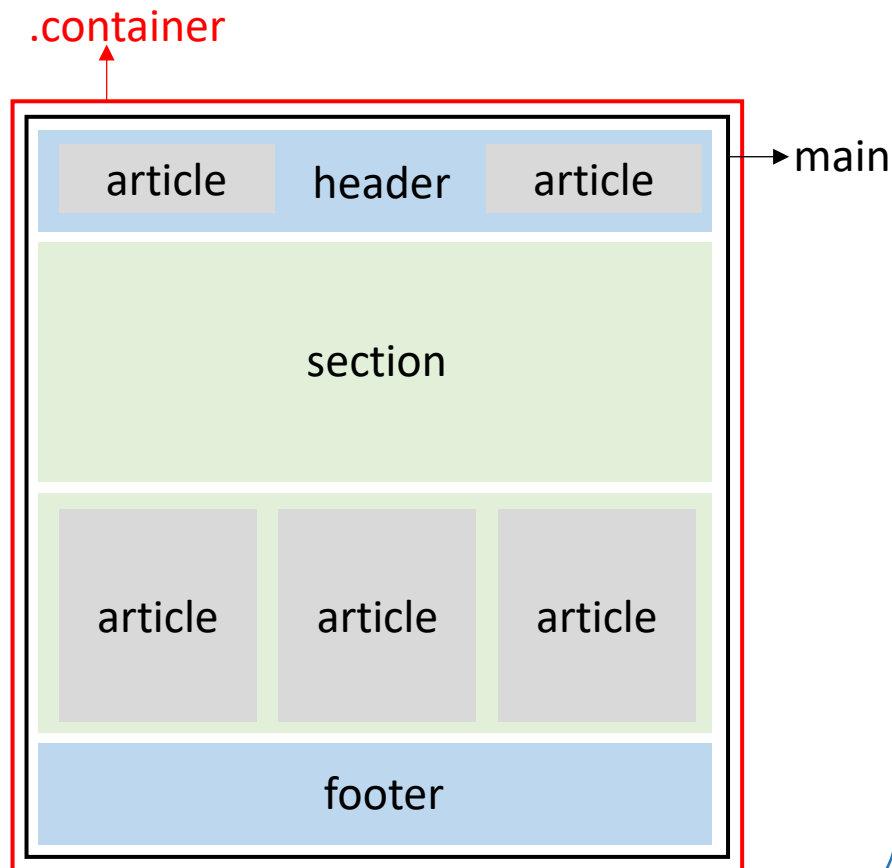 .container
main
article header article
section
article article article
footer